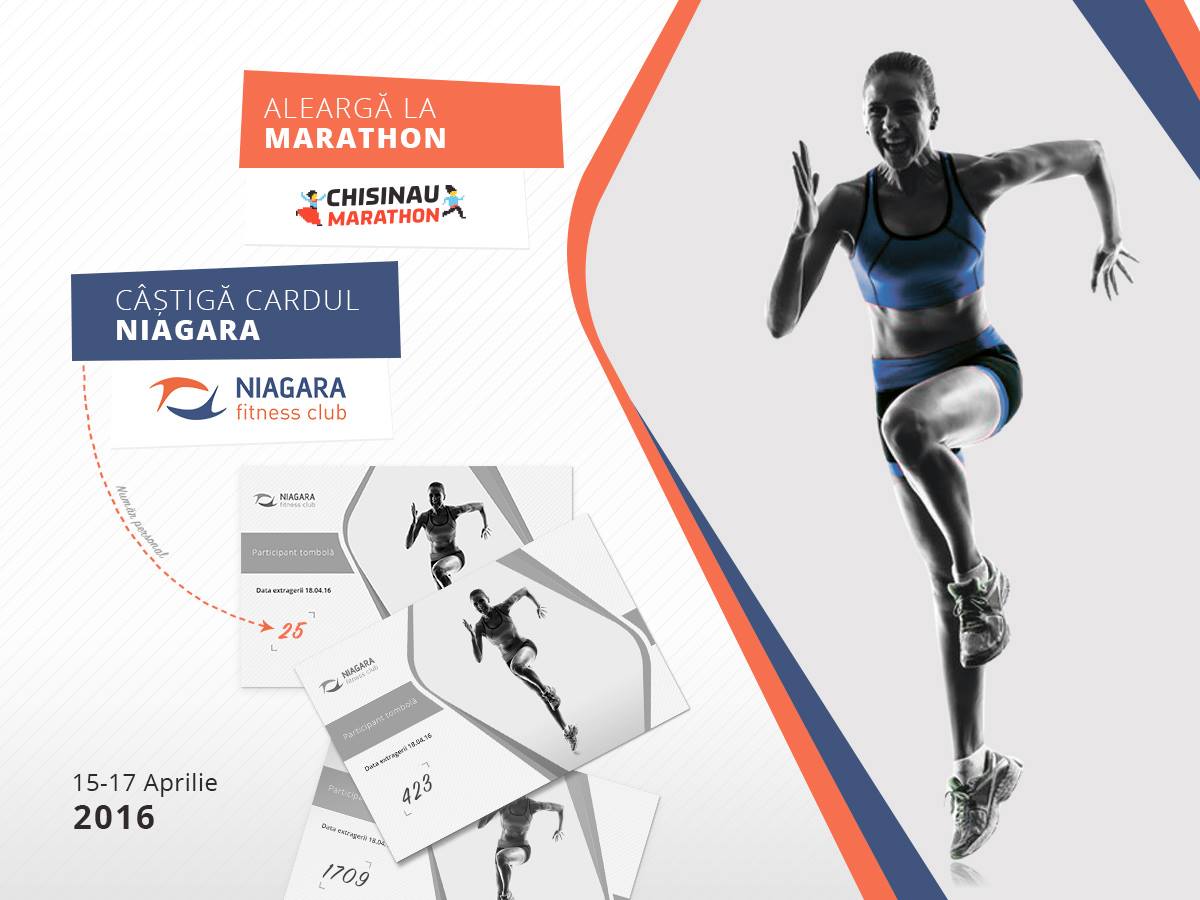 ALEARGĂ LA
MARATHON
CHISINAU
MARATHON
CÂȘTIGĂ CARDUL
NIAGARA
NIAGARA
fitness club
Număr personal
NIAGARA
fitness club
Participant tombolă
Data extragerii 18.04.16
25
NIAGARA
fitness club
Participant tombolă
Data extragerii 18.04.16
423
Data extragerii 18.04.
1709
15-17 Aprilie
2016